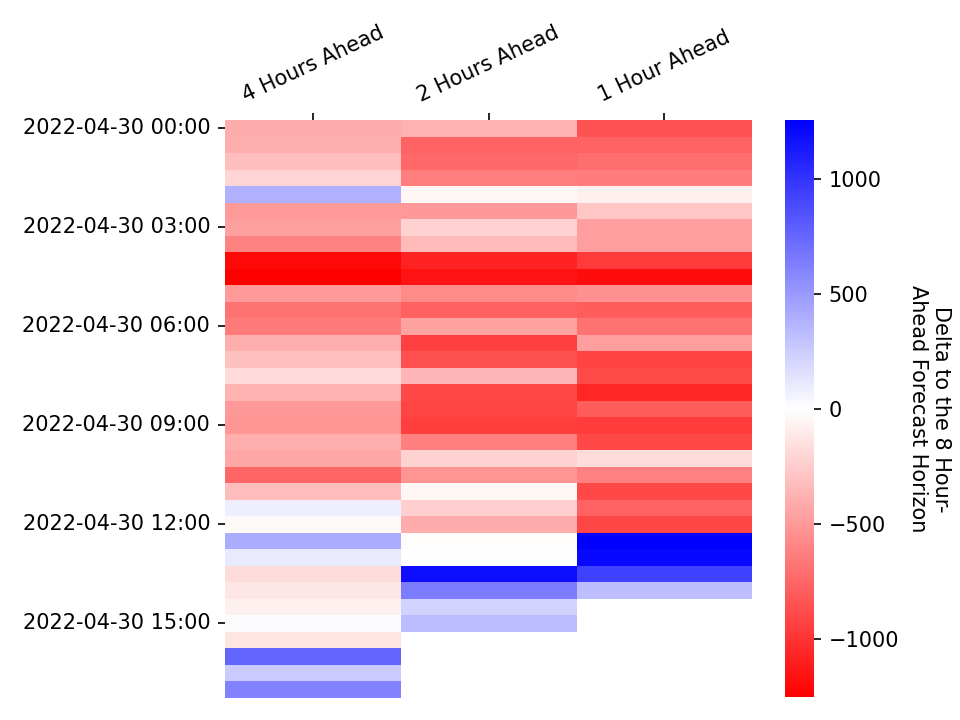 4 Hours Ahead
2 Hours Ahead
1 Hour Ahead
2022-04-30 00:00
2022-04-30 03:00
2022-04-30 06:00
2022-04-30 09:00
2022-04-30 12:00
2022-04-30 15:00
1000
500
0
−500
−1000
Delta to the 8 Hour-
Ahead Forecast Horizon